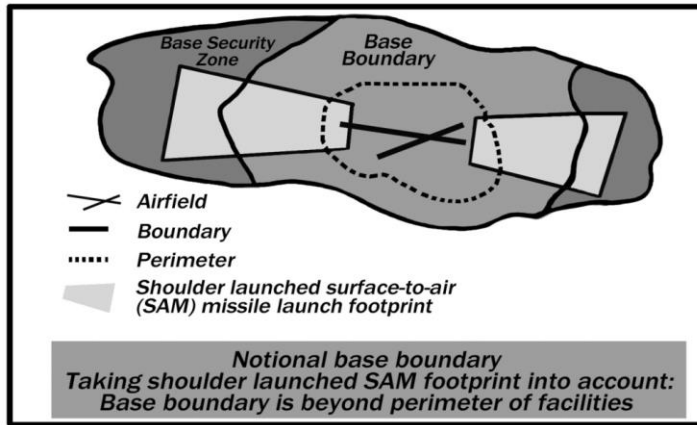 Base Security
Zone
Base
Boundary
Airfield
Boundary
Perimeter
Shoulder launched surface-to-air
(SAM) missile launch footprint
Notional base boundary
Taking shoulder launched SAM footprint into account:
Base boundary is beyond perimeter of facilities